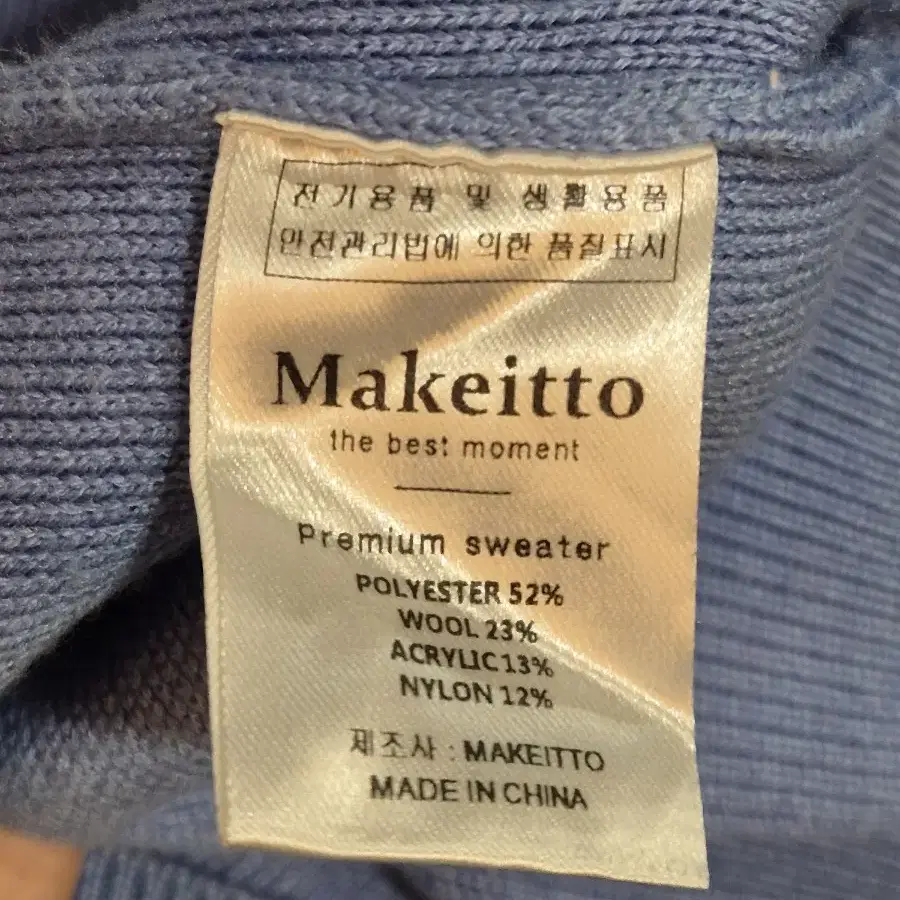 전기용품 및 생활용품
안전관리법에 의한 품질표시
Makeitto
the best moment
Premium sweater
POLYESTER 52%
WOOL 23%
ACRYLIC 13%
NYLON 12%
제조사 : MAKEITTO
MADE IN CHINA